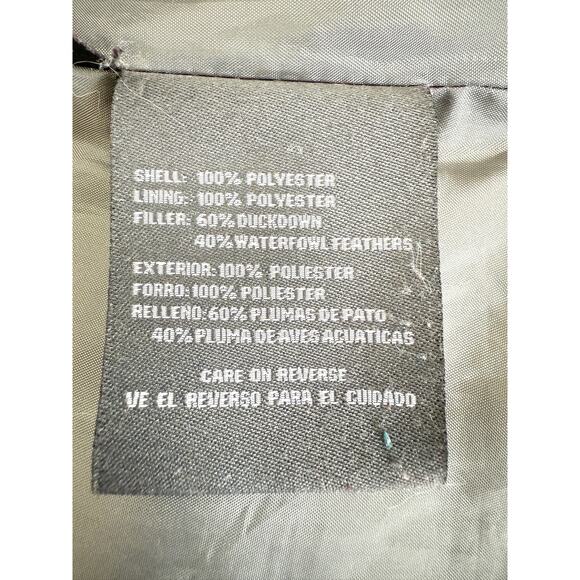 SHELL: 100% POLYESTER
LINING: 100% POLYESTER
FILLER: 60% DUCKDOWN
40% WATERFOWL FEATHERS
EXTERIOR: 100% POLIESTER
FORRO: 100% POLIESTER
RELLENO: 60% PLUMAS DE PATO
40% PLUMA DE AVES ACUATICAS
CARE ON REVERSE
VE EL REVERSO PARA EL CUIDADO